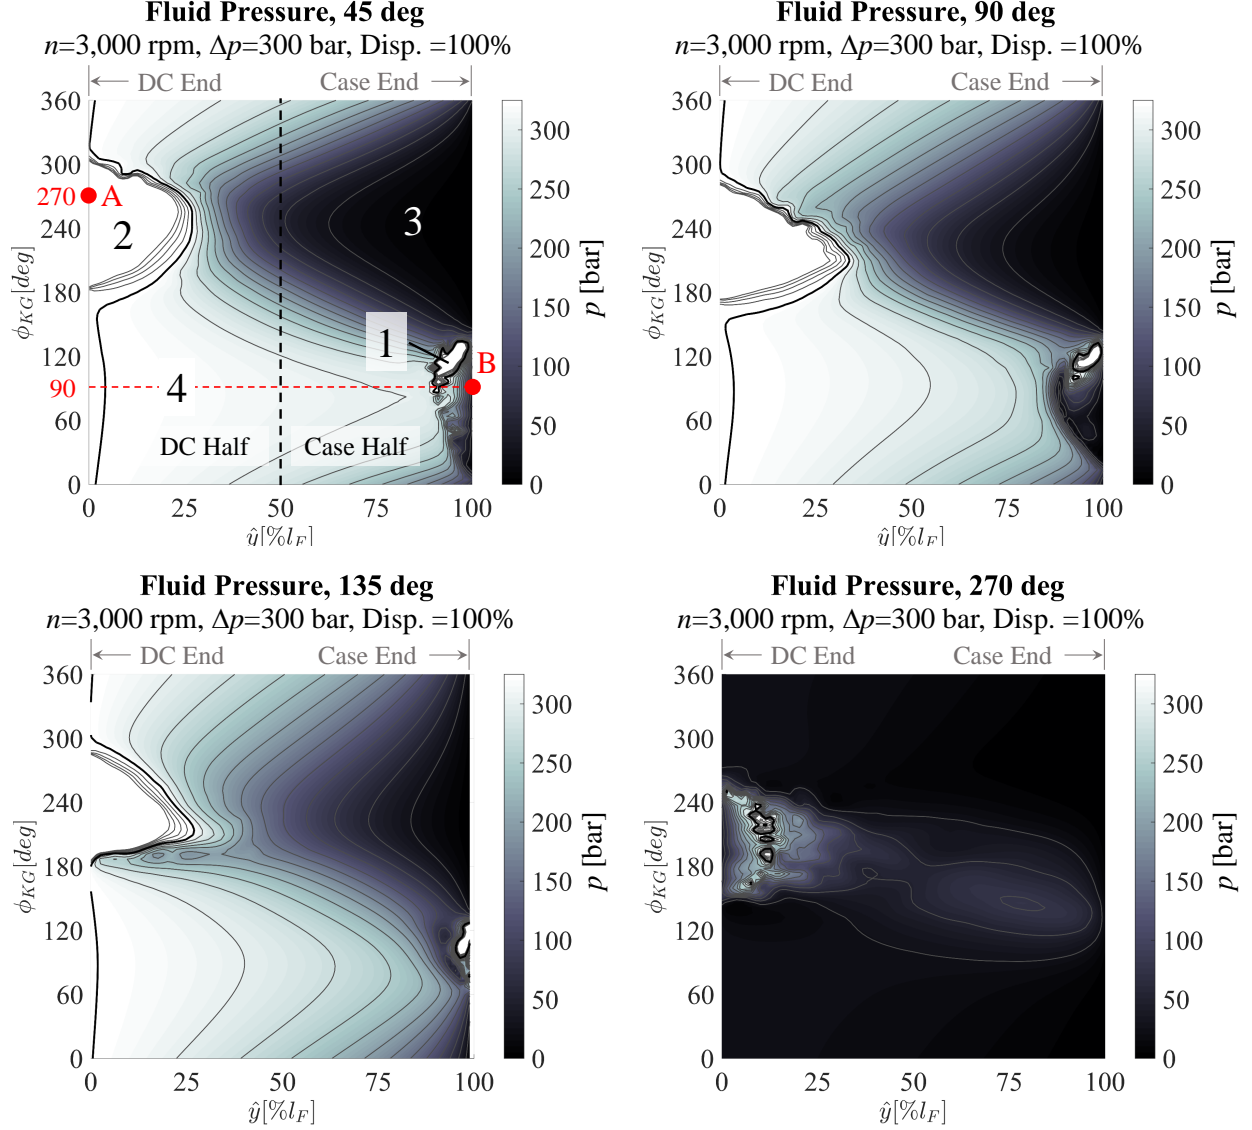 Fluid Pressure, 45 deg
n=3,000 rpm, Δp=300 bar, Disp. =100%
DC End Case End
360
300
270 A
240
180
120
90
60
0
2
3
1
B
4
DC Half Case Half
0 25 50 75 100
ŷ[%l_F]
ϕ_KG[deg]
300
250
200
150
100
50
0
p [bar]
Fluid Pressure, 90 deg
n=3,000 rpm, Δp=300 bar, Disp. =100%
DC End Case End
360
300
240
180
120
60
0
0 25 50 75 100
ŷ[%l_F]
ϕ_KG[deg]
300
250
200
150
100
50
0
p [bar]
Fluid Pressure, 135 deg
n=3,000 rpm, Δp=300 bar, Disp. =100%
DC End Case End
360
300
240
180
120
60
0
0 25 50 75 100
ŷ[%l_F]
ϕ_KG[deg]
300
250
200
150
100
50
0
p [bar]
Fluid Pressure, 270 deg
n=3,000 rpm, Δp=300 bar, Disp. =100%
DC End Case End
360
300
240
180
120
60
0
0 25 50 75 100
ŷ[%l_F]
ϕ_KG[deg]
300
250
200
150
100
50
0
p [bar]